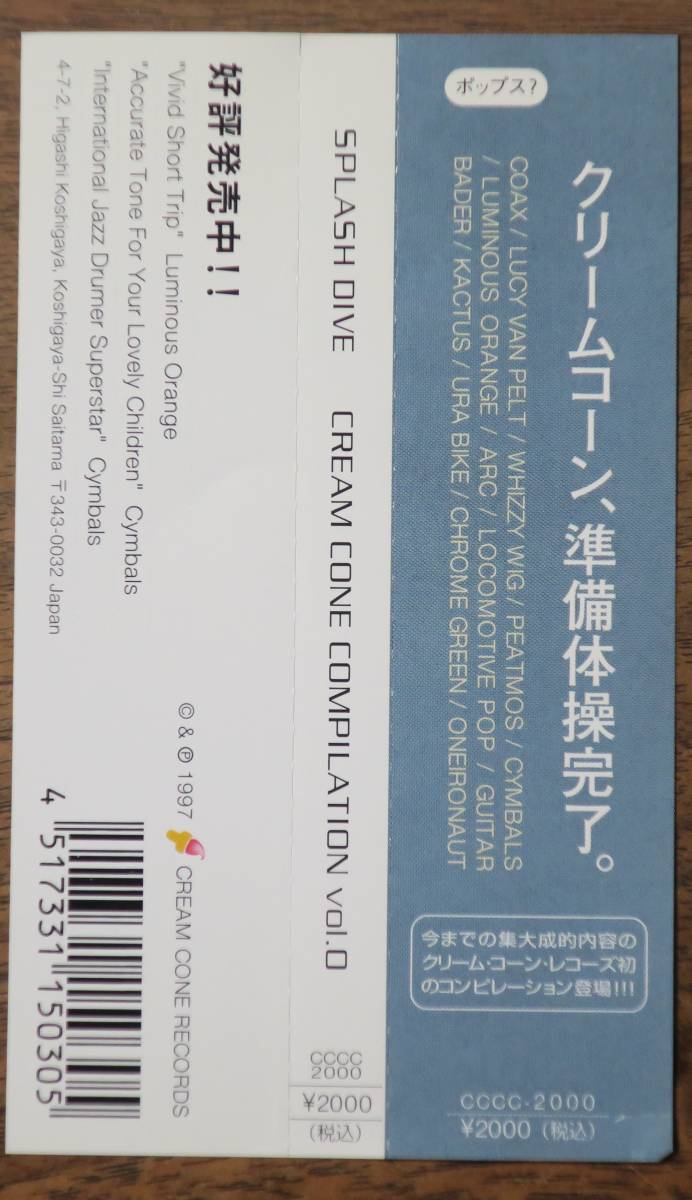 ポップス?
クリームコーン、準備体操完了。
COAX / LUCY VAN PELT / WHIZZY WIG / PEATMOS / CYMBALS
/ LUMINOUS ORANGE / ARC / LOCOMOTIVE POP / GUITAR
BADER / KACTUS / URA BIKE / CHROME GREEN / ONEIRONAUT
今までの集大成的内容の
クリーム・コーン・レコーズ初
のコンピレーション登場!!!
CCCC-2000
¥2000(税込)
SPLASH DIVE CREAM CONE COMPILATION vol.0
CCCC
2000
¥2000
(税込)
好評発売中!!
"Vivid Short Trip" Luminous Orange
"Accurate Tone For Your Lovely Children" Cymbals
"International Jazz Drumer Superstar" Cymbals
4-7-2, Higashi Koshigaya, Koshigaya-Shi Saitama 〒343-0032 Japan
© & ℗ 1997 CREAM CONE RECORDS
4 517331 150305